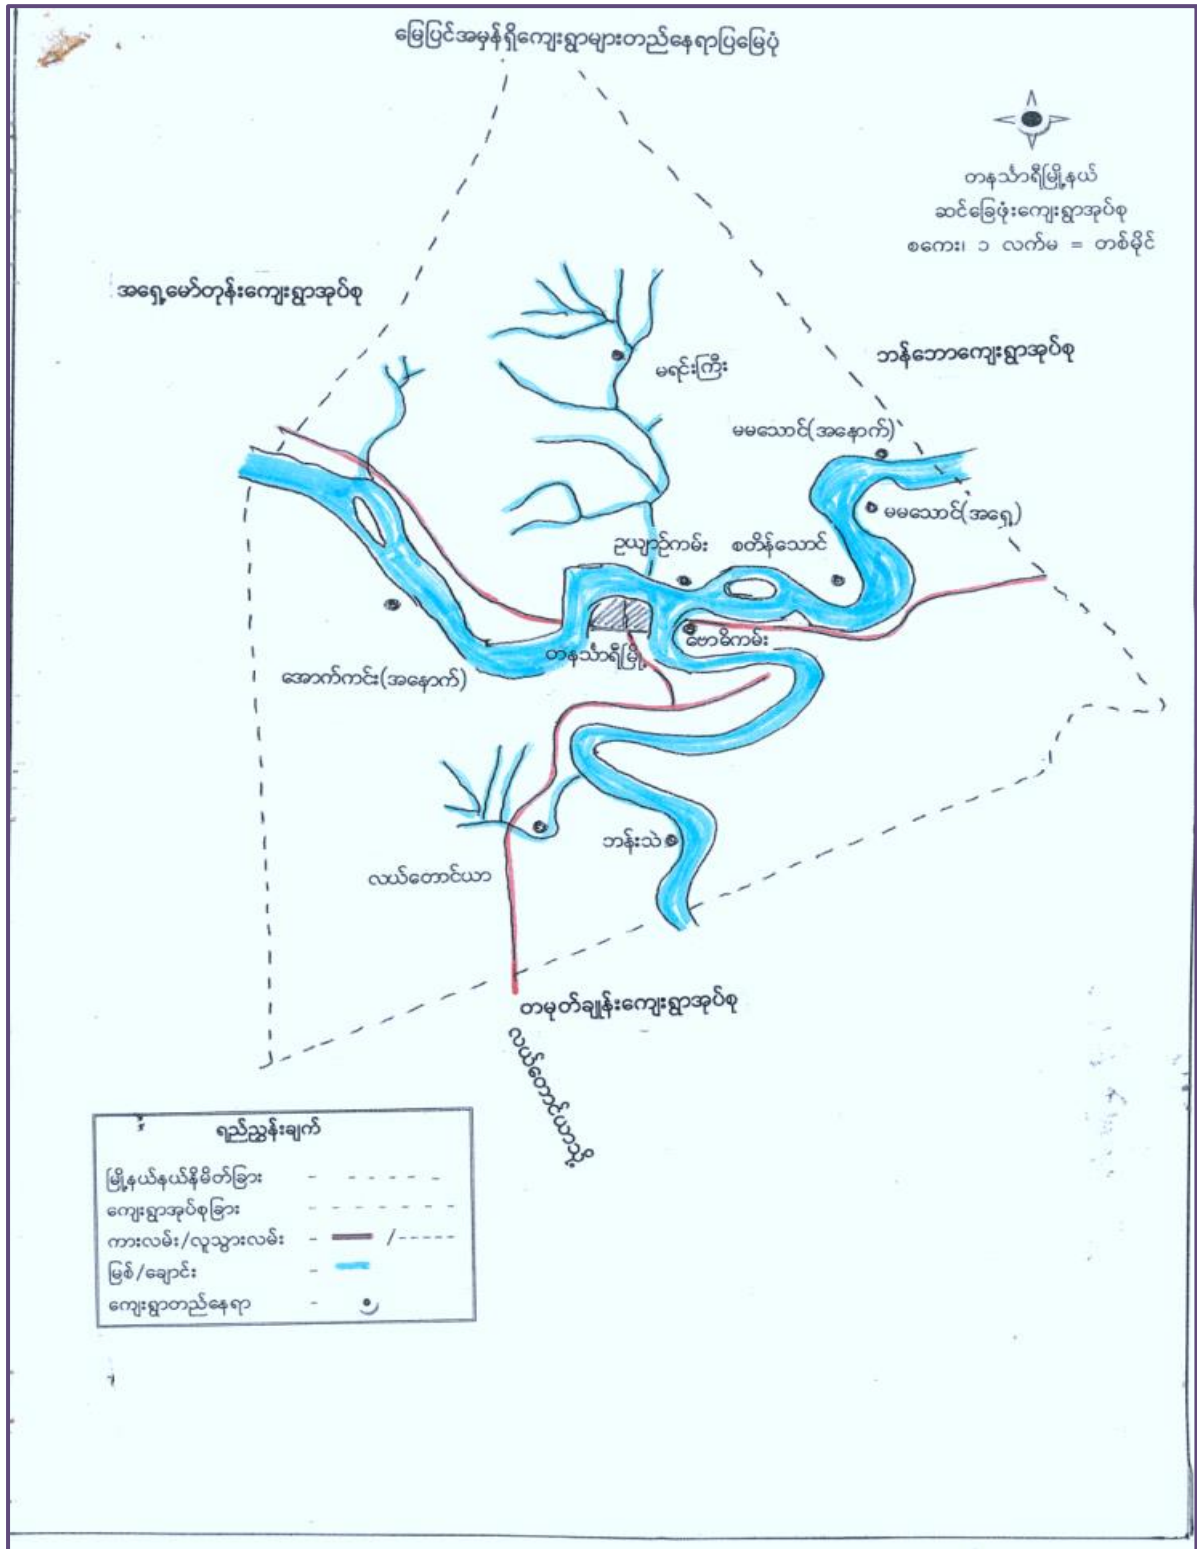 မြေပြင်အမှန်ရှိကျေးရွာများတည်နေရာပြမြေပုံ
တနင်္သာရီမြို့နယ်
ဆင်ခြေဖုံးကျေးရွာအုပ်စု
စကေး၊ ၁ လက်မ = တစ်မိုင်
အရှေ့မော်တုန်းကျေးရွာအုပ်စု
ဘန်ဘောကျေးရွာအုပ်စု
မရင်းကြီး
မမသောင်(အနောက်)
မမသောင်(အရှေ့)
ဥယျာဉ်ကမ်း
စတိန်သောင်
ဗောဓိကမ်း
တနင်္သာရီမြို့
အောက်ကင်း(အနောက်)
ဘန်းသဲ
လယ်တောင်ယာ
တမုတ်ချုန်းကျေးရွာအုပ်စု
လယ်တောင်ယာသို့
ရည်ညွှန်းချက်
မြို့နယ်နယ်နိမိတ်ခြား - - - - - -
ကျေးရွာအုပ်စုခြား - - - - - - -
ကားလမ်း/လူသွားလမ်း - / -----
မြစ်/ချောင်း -
ကျေးရွာတည်နေရာ -